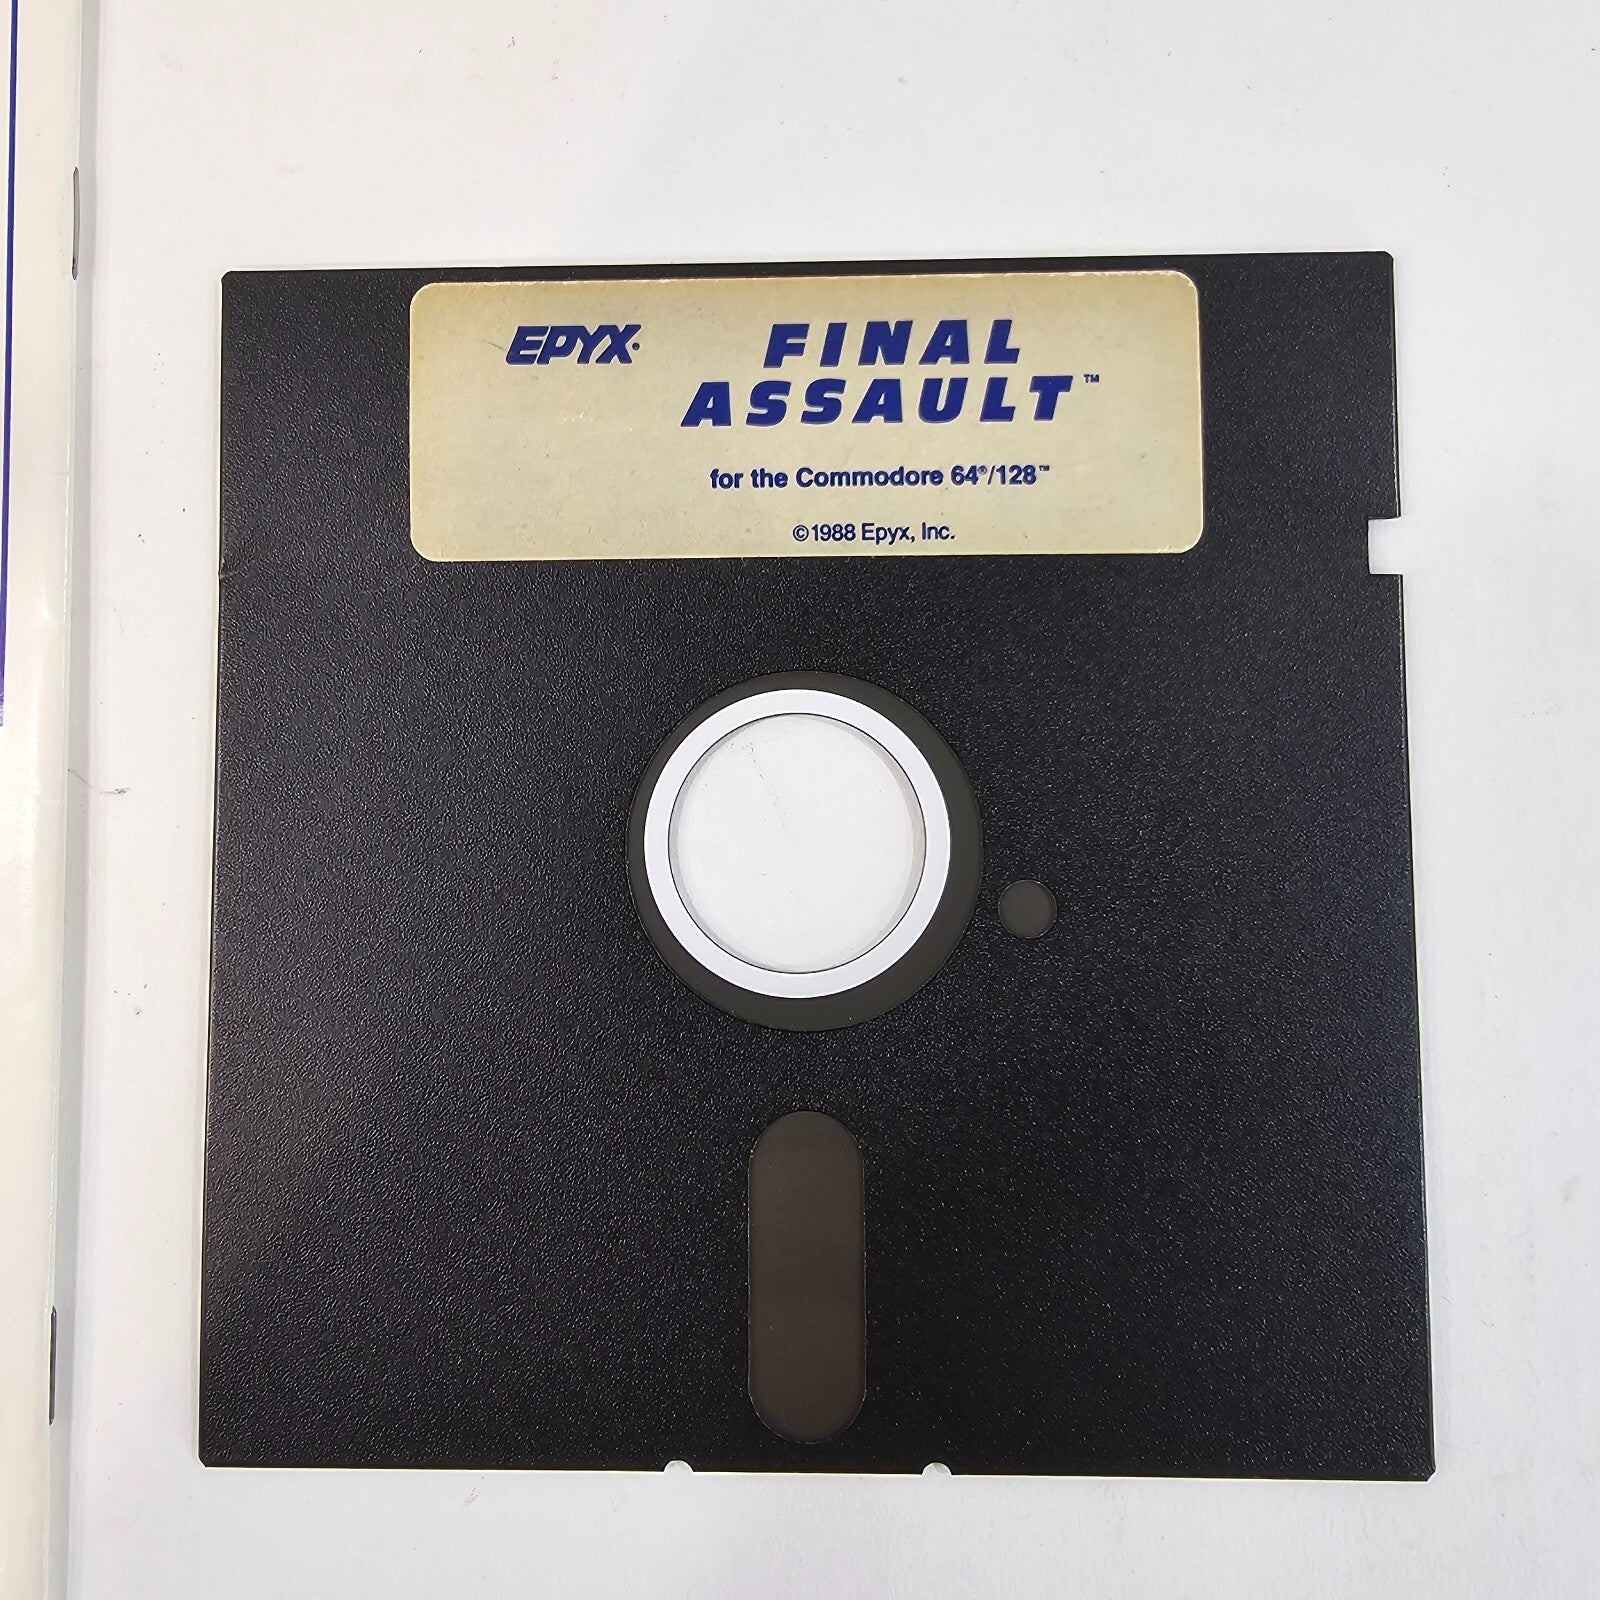 EPYX®
FINAL
ASSAULT™
for the Commodore 64®/128™
©1988 Epyx, Inc.